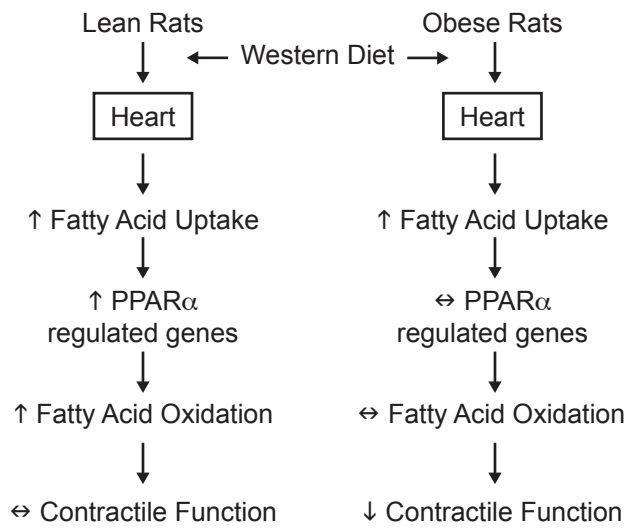 Lean Rats
Obese Rats
Western Diet
Heart
Heart
↑ Fatty Acid Uptake
↑ Fatty Acid Uptake
↑ PPARα
regulated genes
↔ PPARα
regulated genes
↑ Fatty Acid Oxidation
↔ Fatty Acid Oxidation
↔ Contractile Function
↓ Contractile Function